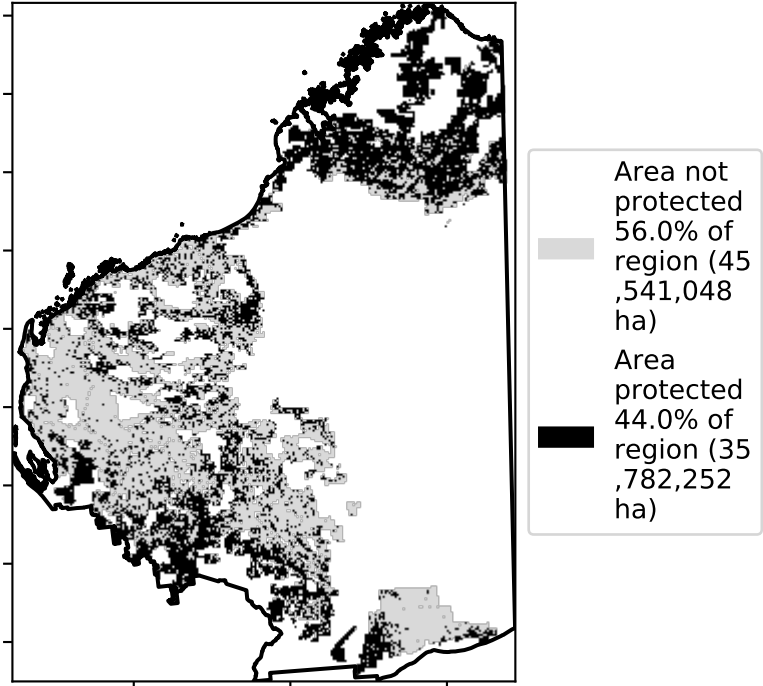 Area not
protected
56.0% of
region (45
,541,048
ha)
Area
protected
44.0% of
region (35
,782,252
ha)